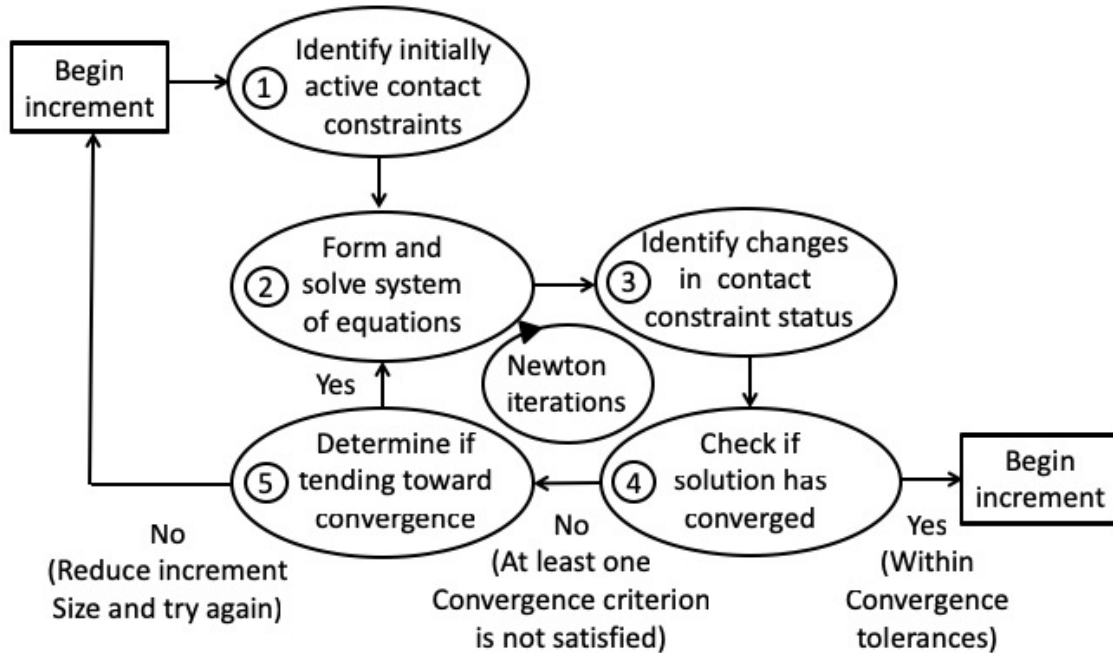 Begin
increment
1
Identify initially
active contact
constraints
2
Form and
solve system
of equations
3
Identify changes
in contact
constraint status
Newton
iterations
Yes
5
Determine if
tending toward
convergence
4
Check if
solution has
converged
Begin
increment
No
(Reduce increment
Size and try again)
No
(At least one
Convergence criterion
is not satisfied)
Yes
(Within
Convergence
tolerances)